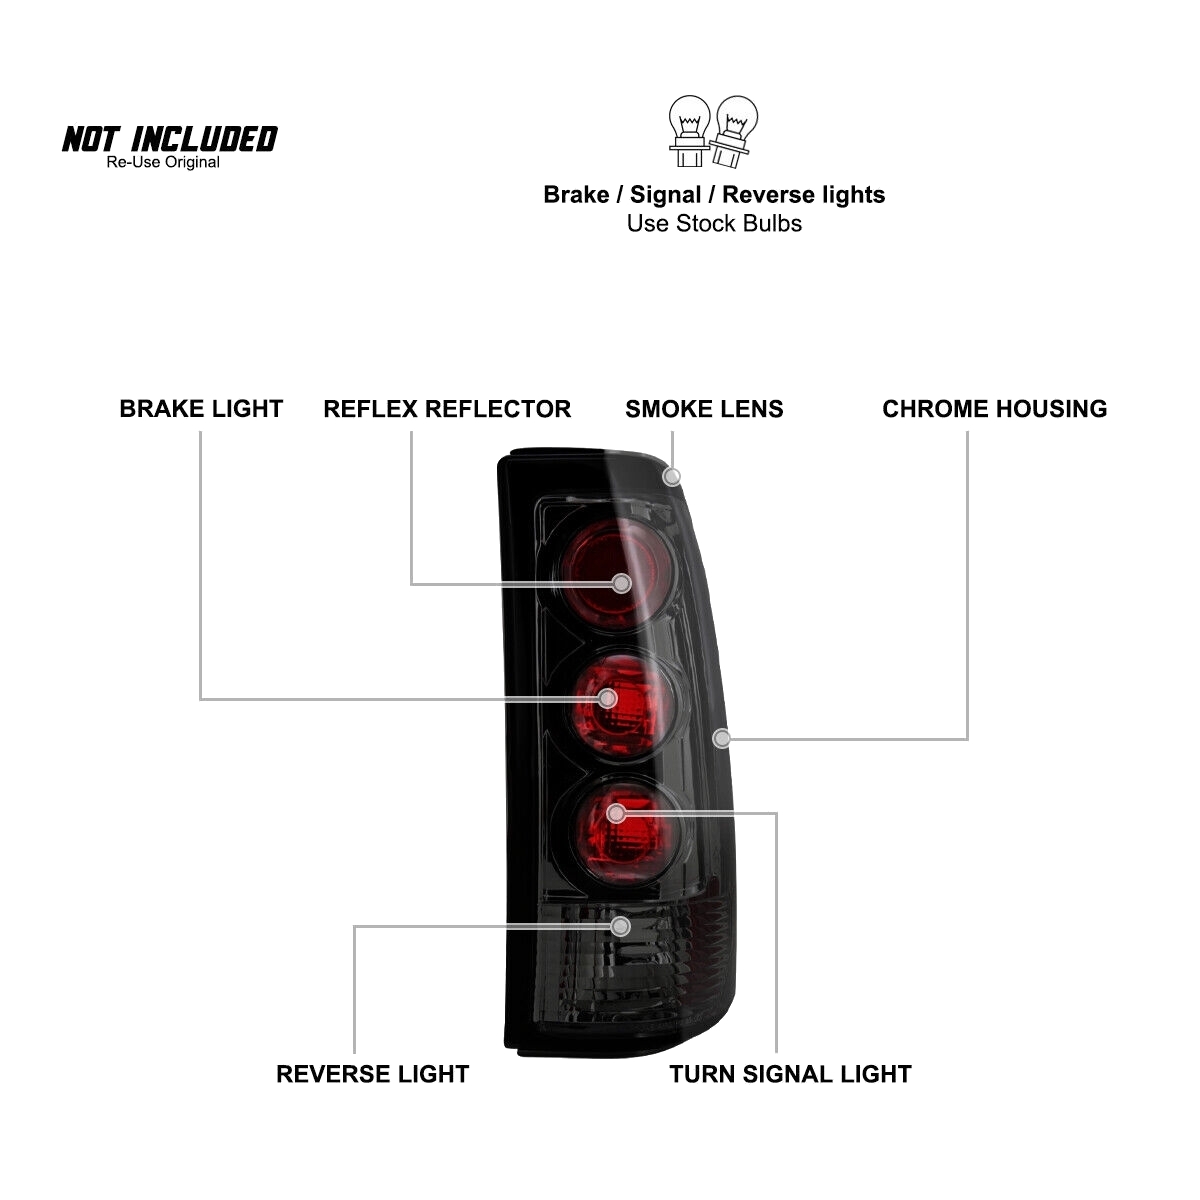 NOT INCLUDED
Re-Use Original
Brake / Signal / Reverse lights
Use Stock Bulbs
BRAKE LIGHT
REFLEX REFLECTOR
SMOKE LENS
CHROME HOUSING
REVERSE LIGHT
TURN SIGNAL LIGHT